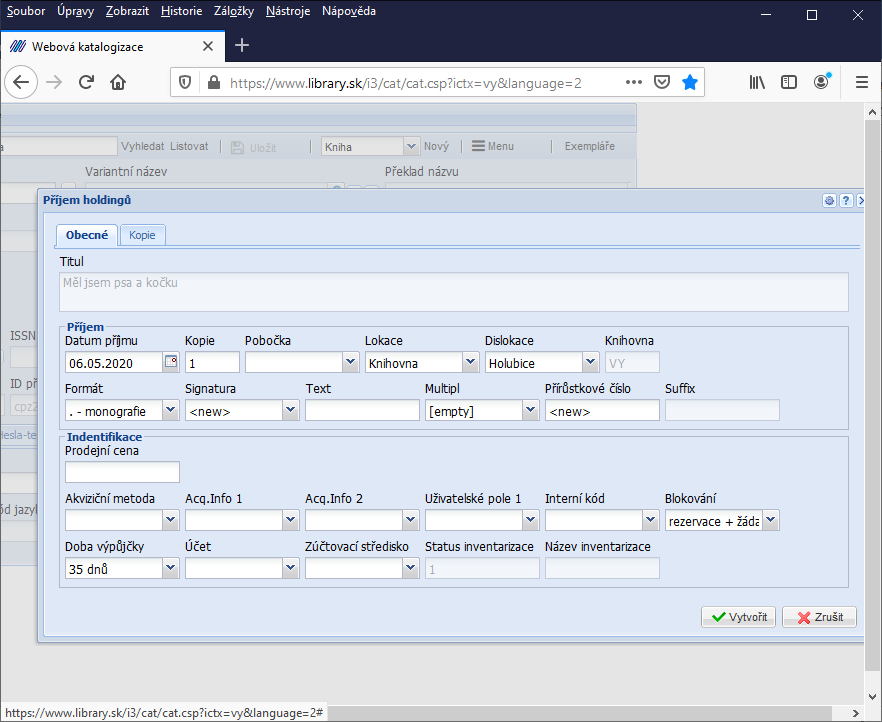 Soubor Úpravy Zobrazit Historie Záložky Nástroje Nápověda
Webová katalogizace
https://www.library.sk/i3/cat/cat.csp?ictx=vy&language=2
a Vyhledat Listovat Uložit Kniha Nový Menu Exempláře
Variantní název Překlad názvu
Příjem holdingů
Obecné Kopie
Titul
Měl jsem psa a kočku
ISSN
Příjem
Datum příjmu Kopie Pobočka Lokace Dislokace Knihovna
06.05.2020 1 Knihovna Holubice VY
ID př
Formát Signatura Text Multipl Přírůstkové číslo Suffix
cpz2
. - monografie <new> [empty] <new>
Hesla-te
Indentifikace
Prodejní cena
Akviziční metoda Acq.Info 1 Acq.Info 2 Uživatelské pole 1 Interní kód Blokování
ód jazyk
rezervace + žáda
Doba výpůjčky Účet Zúčtovací středisko Status inventarizace Název inventarizace
35 dnů 1
Vytvořit Zrušit
https://www.library.sk/i3/cat/cat.csp?ictx=vy&language=2#